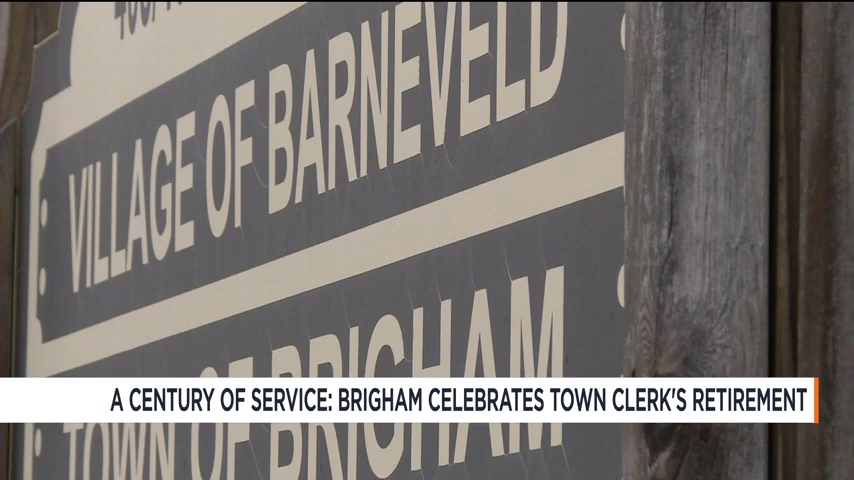 VILLAGE OF BARNEVELD
TOWN OF BRIGHAM
A CENTURY OF SERVICE: BRIGHAM CELEBRATES TOWN CLERK'S RETIREMENT